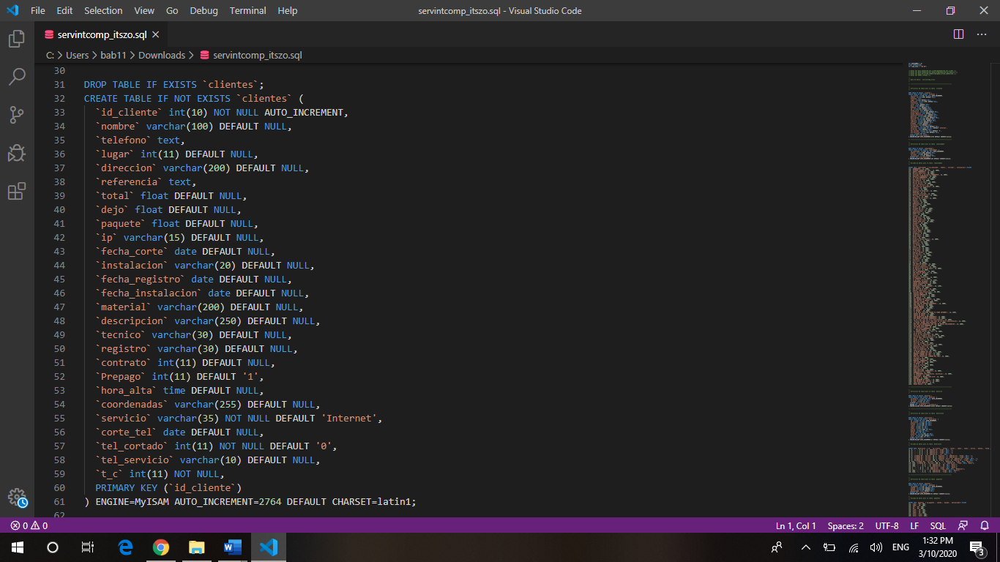 File Edit Selection View Go Debug Terminal Help servintcomp_itszo.sql - Visual Studio Code
servintcomp_itszo.sql
C: > Users > bab11 > Downloads > servintcomp_itszo.sql
30
31 DROP TABLE IF EXISTS `clientes`;
32 CREATE TABLE IF NOT EXISTS `clientes` (
33 `id_cliente` int(10) NOT NULL AUTO_INCREMENT,
34 `nombre` varchar(100) DEFAULT NULL,
35 `telefono` text,
36 `lugar` int(11) DEFAULT NULL,
37 `direccion` varchar(200) DEFAULT NULL,
38 `referencia` text,
39 `total` float DEFAULT NULL,
40 `dejo` float DEFAULT NULL,
41 `paquete` float DEFAULT NULL,
42 `ip` varchar(15) DEFAULT NULL,
43 `fecha_corte` date DEFAULT NULL,
44 `instalacion` varchar(20) DEFAULT NULL,
45 `fecha_registro` date DEFAULT NULL,
46 `fecha_instalacion` date DEFAULT NULL,
47 `material` varchar(200) DEFAULT NULL,
48 `descripcion` varchar(250) DEFAULT NULL,
49 `tecnico` varchar(30) DEFAULT NULL,
50 `registro` varchar(30) DEFAULT NULL,
51 `contrato` int(11) DEFAULT NULL,
52 `Prepago` int(11) DEFAULT '1',
53 `hora_alta` time DEFAULT NULL,
54 `coordenadas` varchar(255) DEFAULT NULL,
55 `servicio` varchar(35) NOT NULL DEFAULT 'Internet',
56 `corte_tel` date DEFAULT NULL,
57 `tel_cortado` int(11) NOT NULL DEFAULT '0',
58 `tel_servicio` varchar(10) DEFAULT NULL,
59 `t_c` int(11) NOT NULL,
60 PRIMARY KEY (`id_cliente`)
61 ) ENGINE=MyISAM AUTO_INCREMENT=2764 DEFAULT CHARSET=latin1;
62
0 0 Ln 1, Col 1 Spaces: 2 UTF-8 LF SQL
ENG 1:32 PM
3/10/2020 3